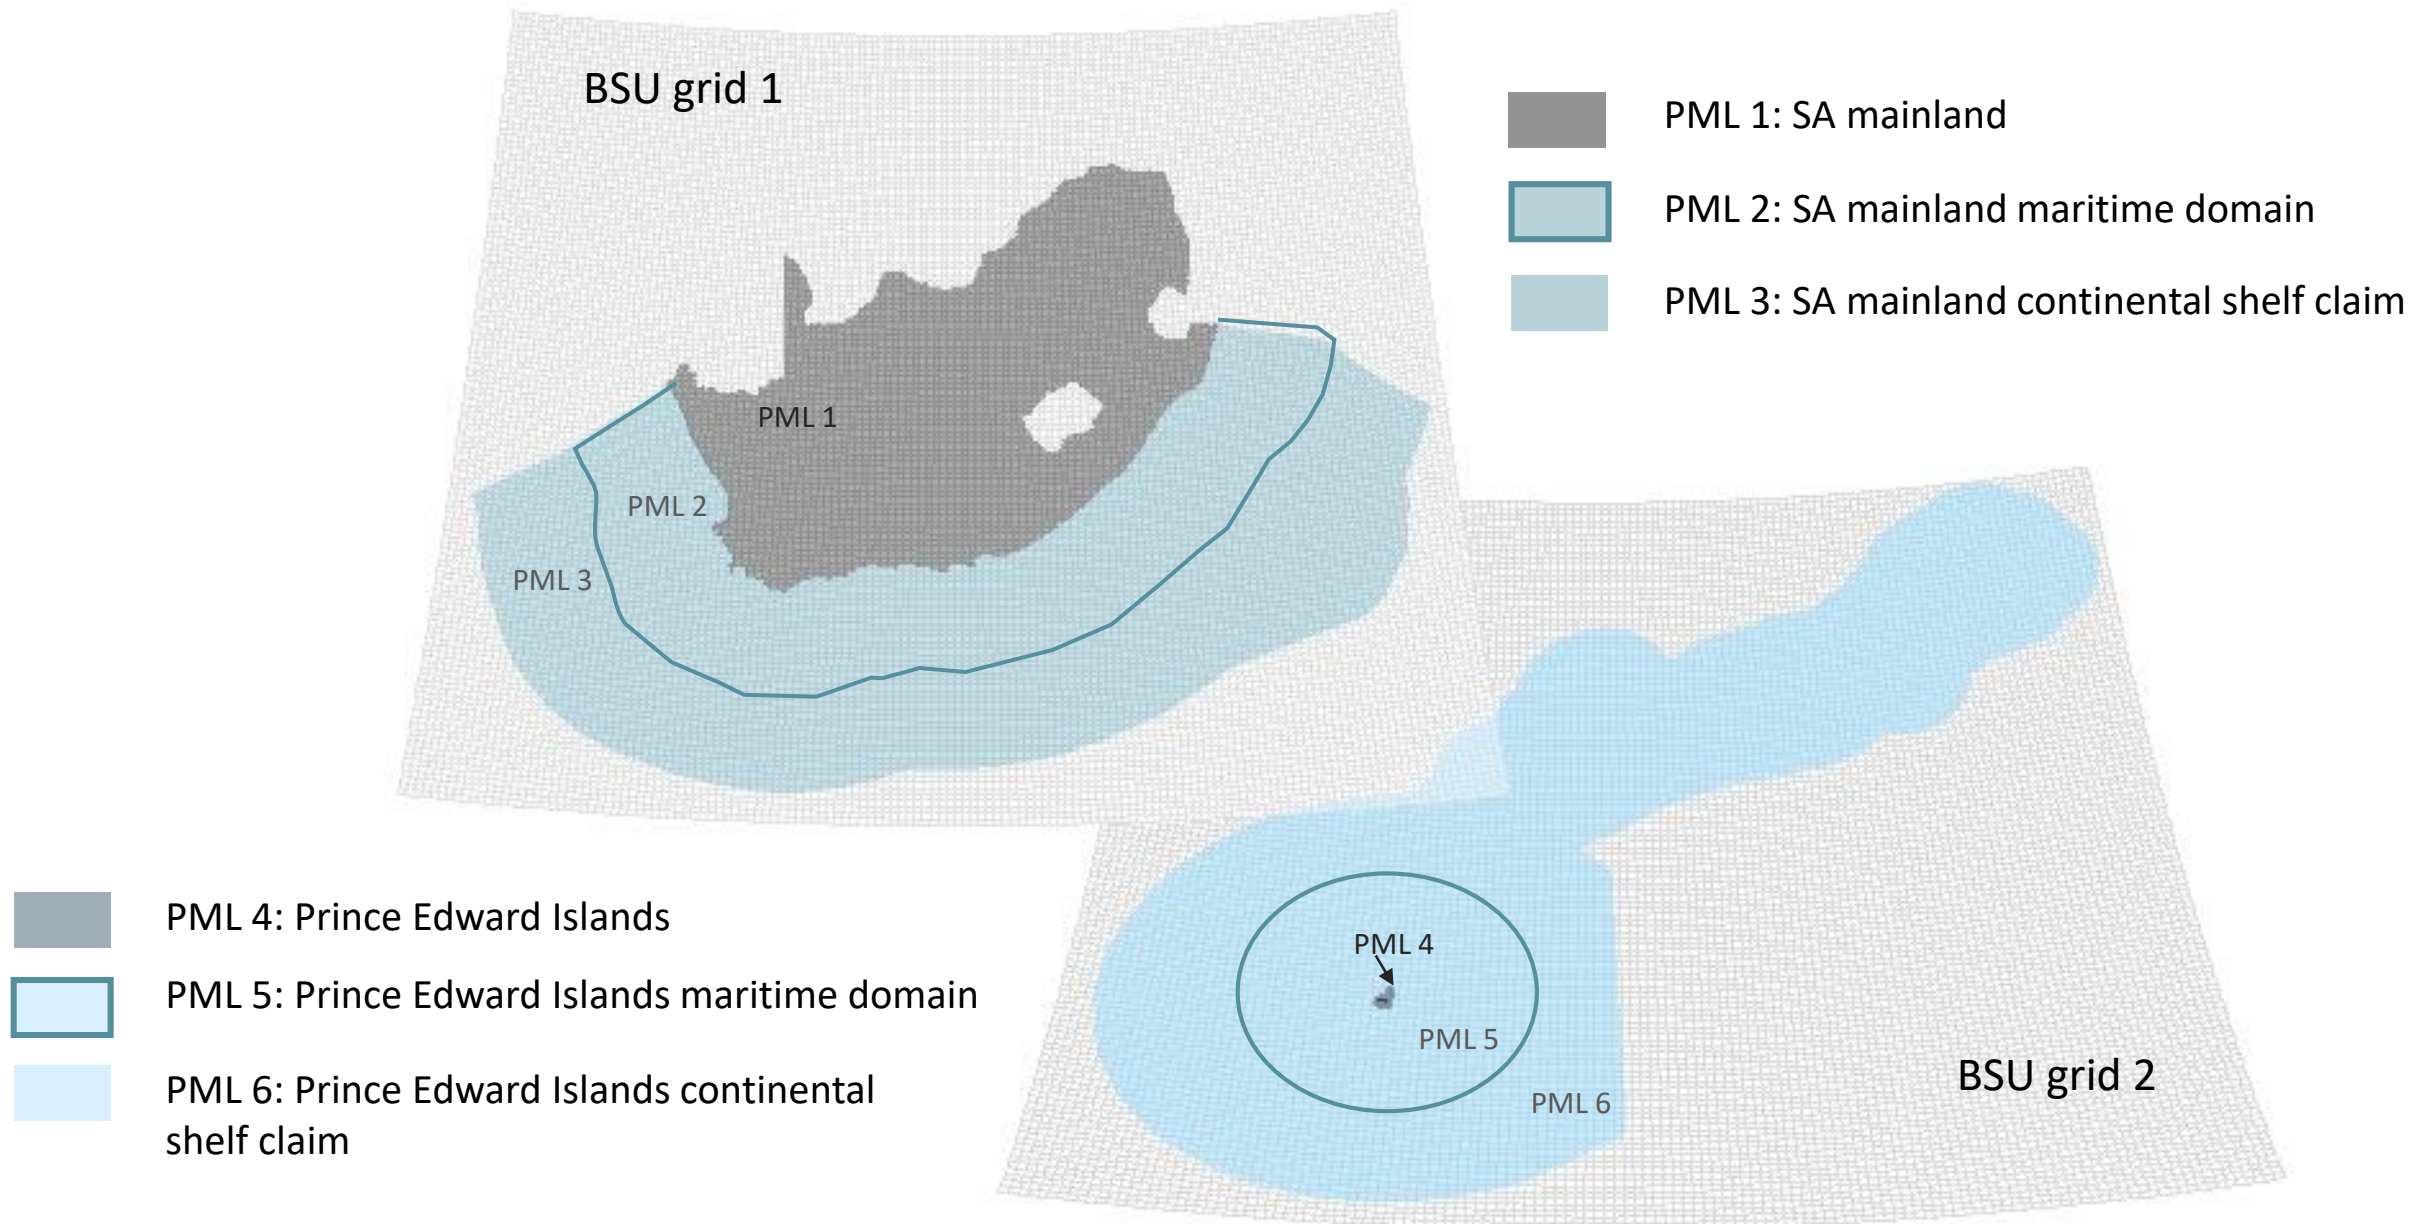 BSU grid 1
PML 1: SA mainland
PML 2: SA mainland maritime domain
PML 3: SA mainland continental shelf claim
PML 1
PML 2
PML 3
PML 4: Prince Edward Islands
PML 5: Prince Edward Islands maritime domain
PML 6: Prince Edward Islands continental
shelf claim
PML 4
PML 5
PML 6
BSU grid 2